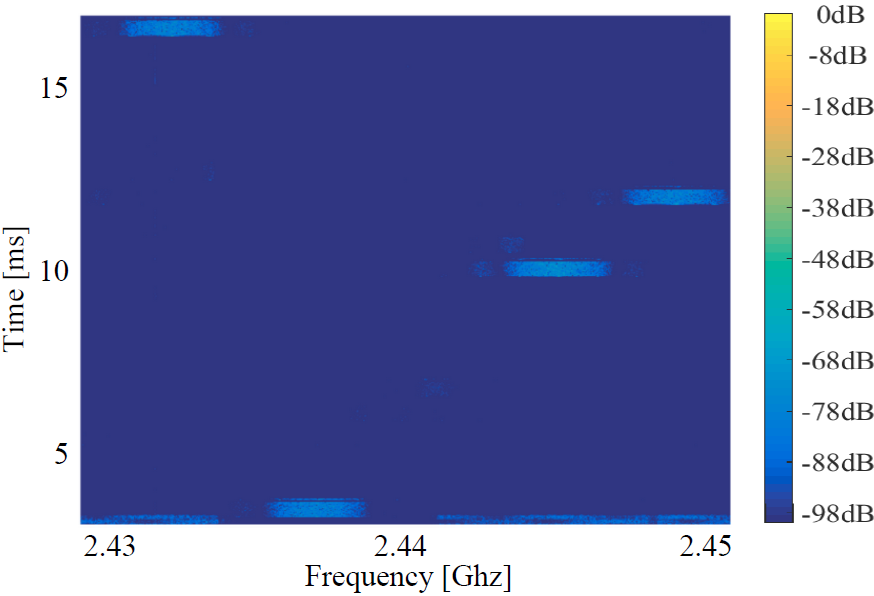 0dB
-8dB
-18dB
-28dB
-38dB
-48dB
-58dB
-68dB
-78dB
-88dB
-98dB
15
10
5
Time [ms]
2.43 2.44 2.45
Frequency [Ghz]